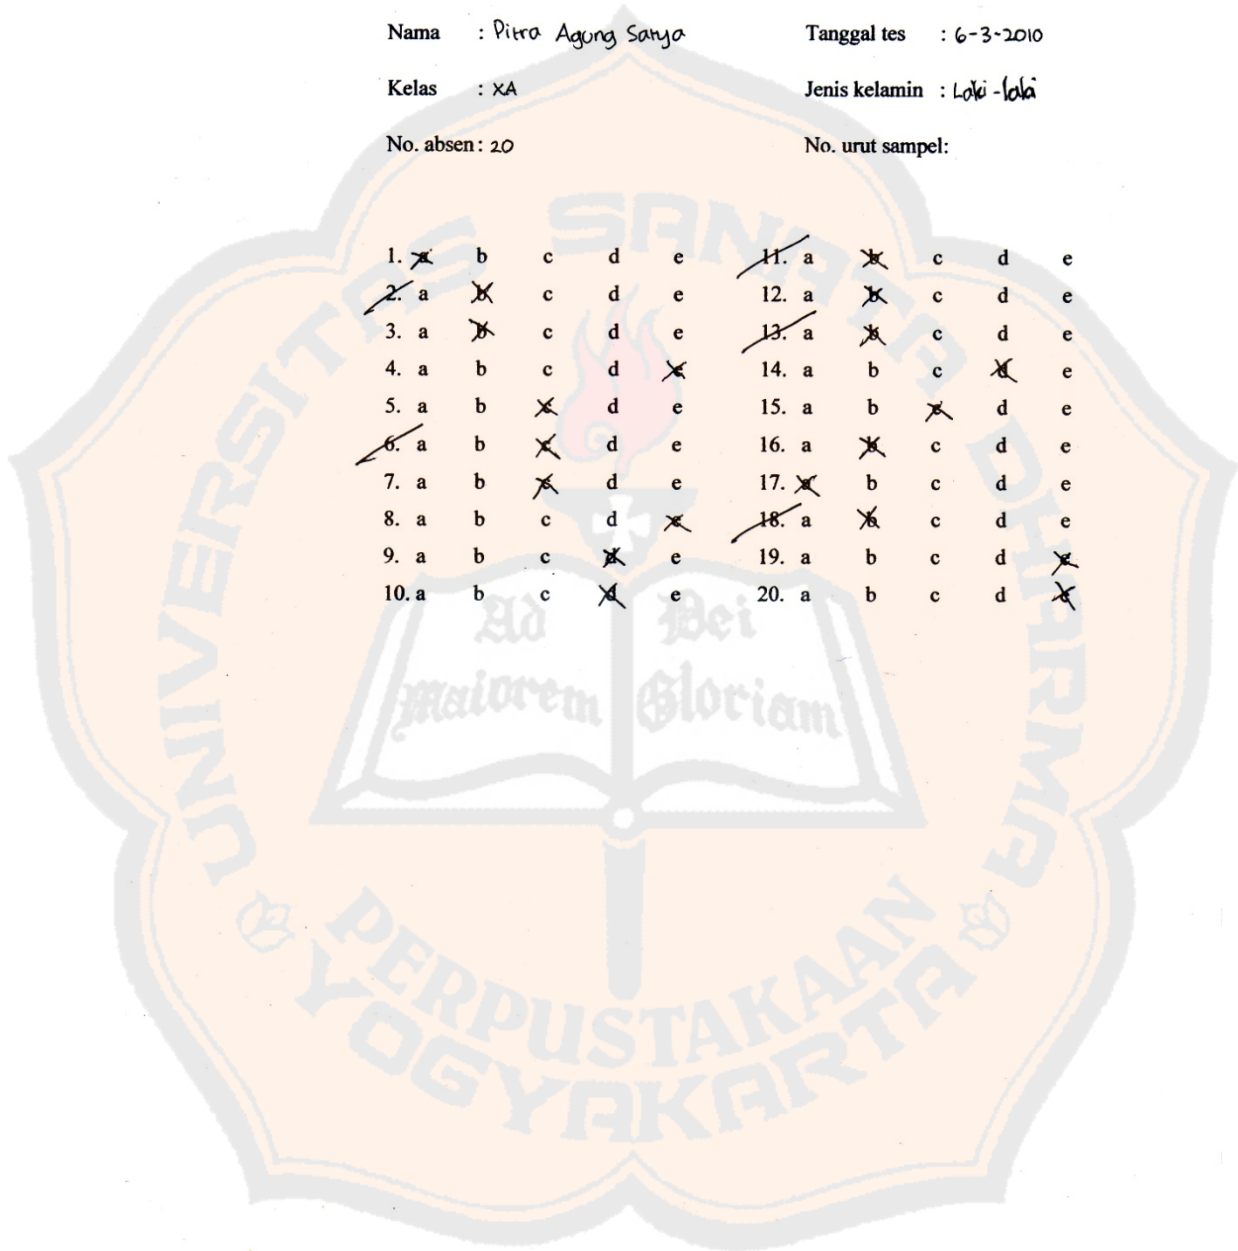 Nama : Pitra Agung Satya Tanggal tes : 6-3-2010
Kelas : XA Jenis kelamin : Laki-laki
No. absen : 20 No. urut sampel:
1. a b c d e 11. a b c d e
2. a b c d e 12. a b c d e
3. a b c d e 13. a b c d e
4. a b c d e 14. a b c d e
5. a b c d e 15. a b c d e
6. a b c d e 16. a b c d e
7. a b c d e 17. a b c d e
8. a b c d e 18. a b c d e
9. a b c d e 19. a b c d e
10. a b c d e 20. a b c d e
UNIVERSITAS SANATA DHARMA
Ad Dei
Maiorem Gloriam
PERPUSTAKAAN
YOGYAKARTA